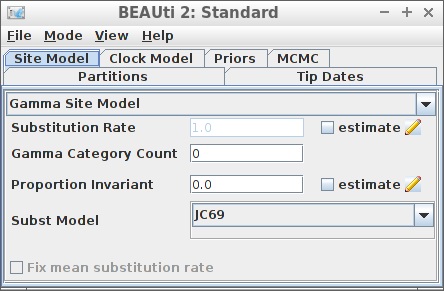 BEAUti 2: Standard
File Mode View Help
Site Model Clock Model Priors MCMC
Partitions Tip Dates
Gamma Site Model
Substitution Rate 1.0 estimate
Gamma Category Count 0
Proportion Invariant 0.0 estimate
Subst Model JC69
Fix mean substitution rate